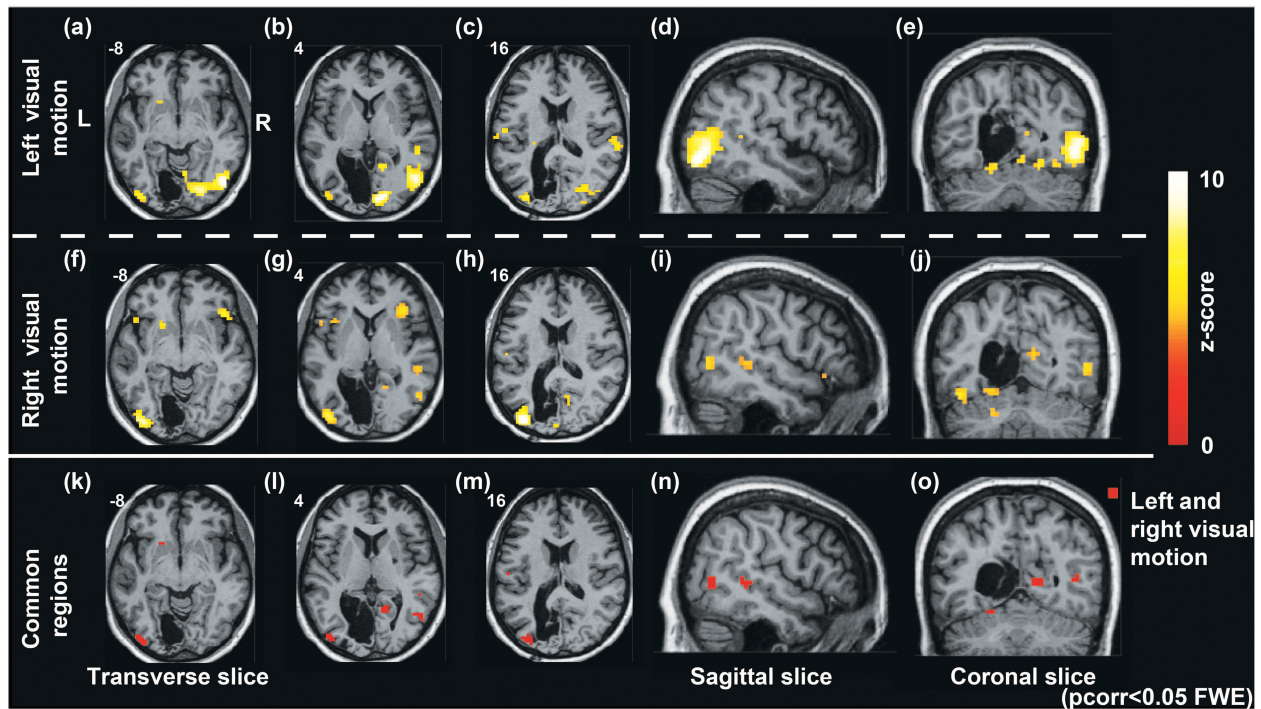 (a) (b) (c) (d) (e)
-8 4 16
Left visual
motion
L R
10
(f) (g) (h) (i) (j)
-8 4 16
Right visual
motion
z-score
0
(k) (l) (m) (n) (o)
-8 4 16
Left and
right visual
motion
Common
regions
Transverse slice Sagittal slice Coronal slice
(pcorr<0.05 FWE)